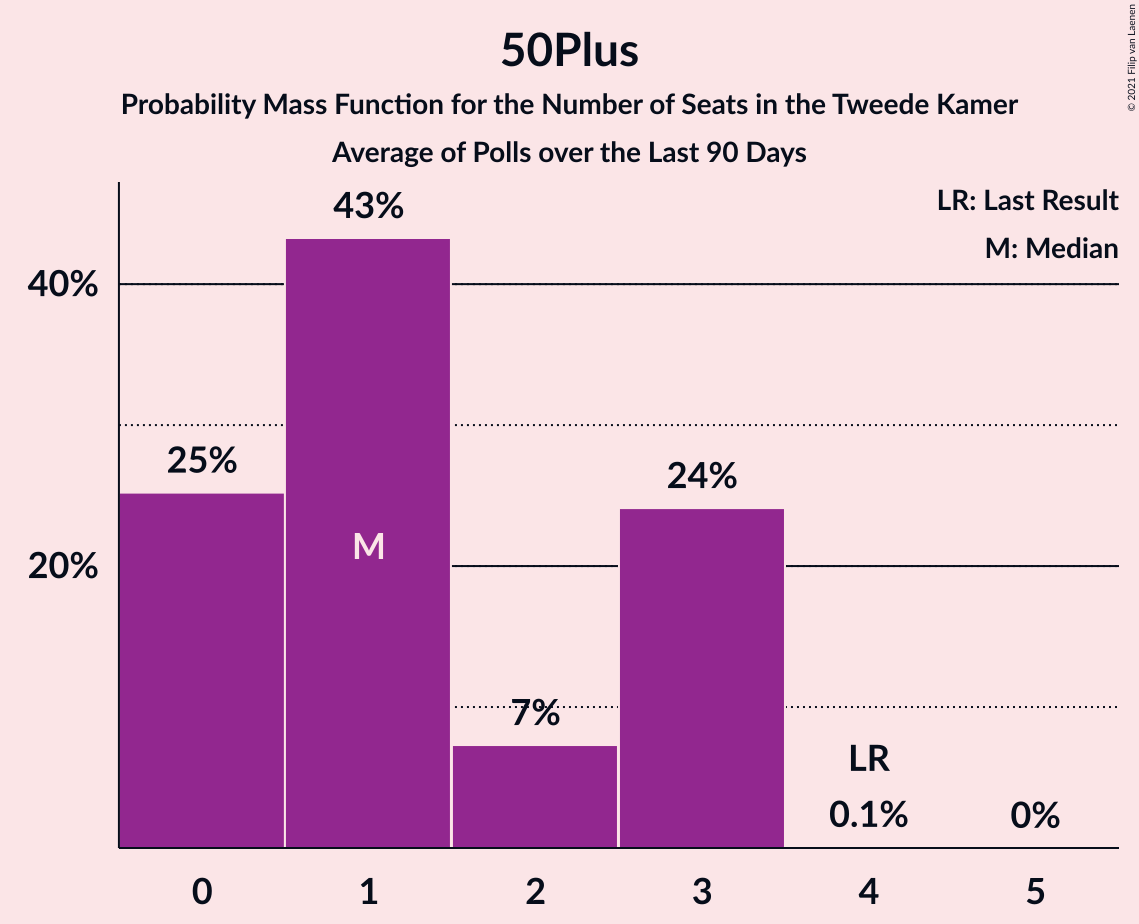 50Plus
Probability Mass Function for the Number of Seats in the Tweede Kamer
Average of Polls over the Last 90 Days
© 2021 Filip van Laenen
LR: Last Result
M: Median
43%
40%
25%
24%
M
20%
7%
LR
0.1%
0%
0 1 2 3 4 5